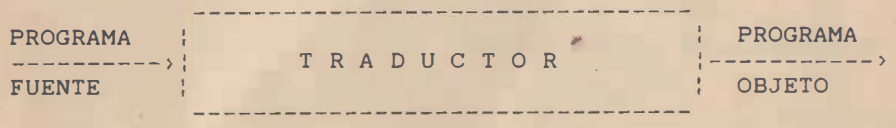 PROGRAMA
FUENTE
T R A D U C T O R
PROGRAMA
OBJETO